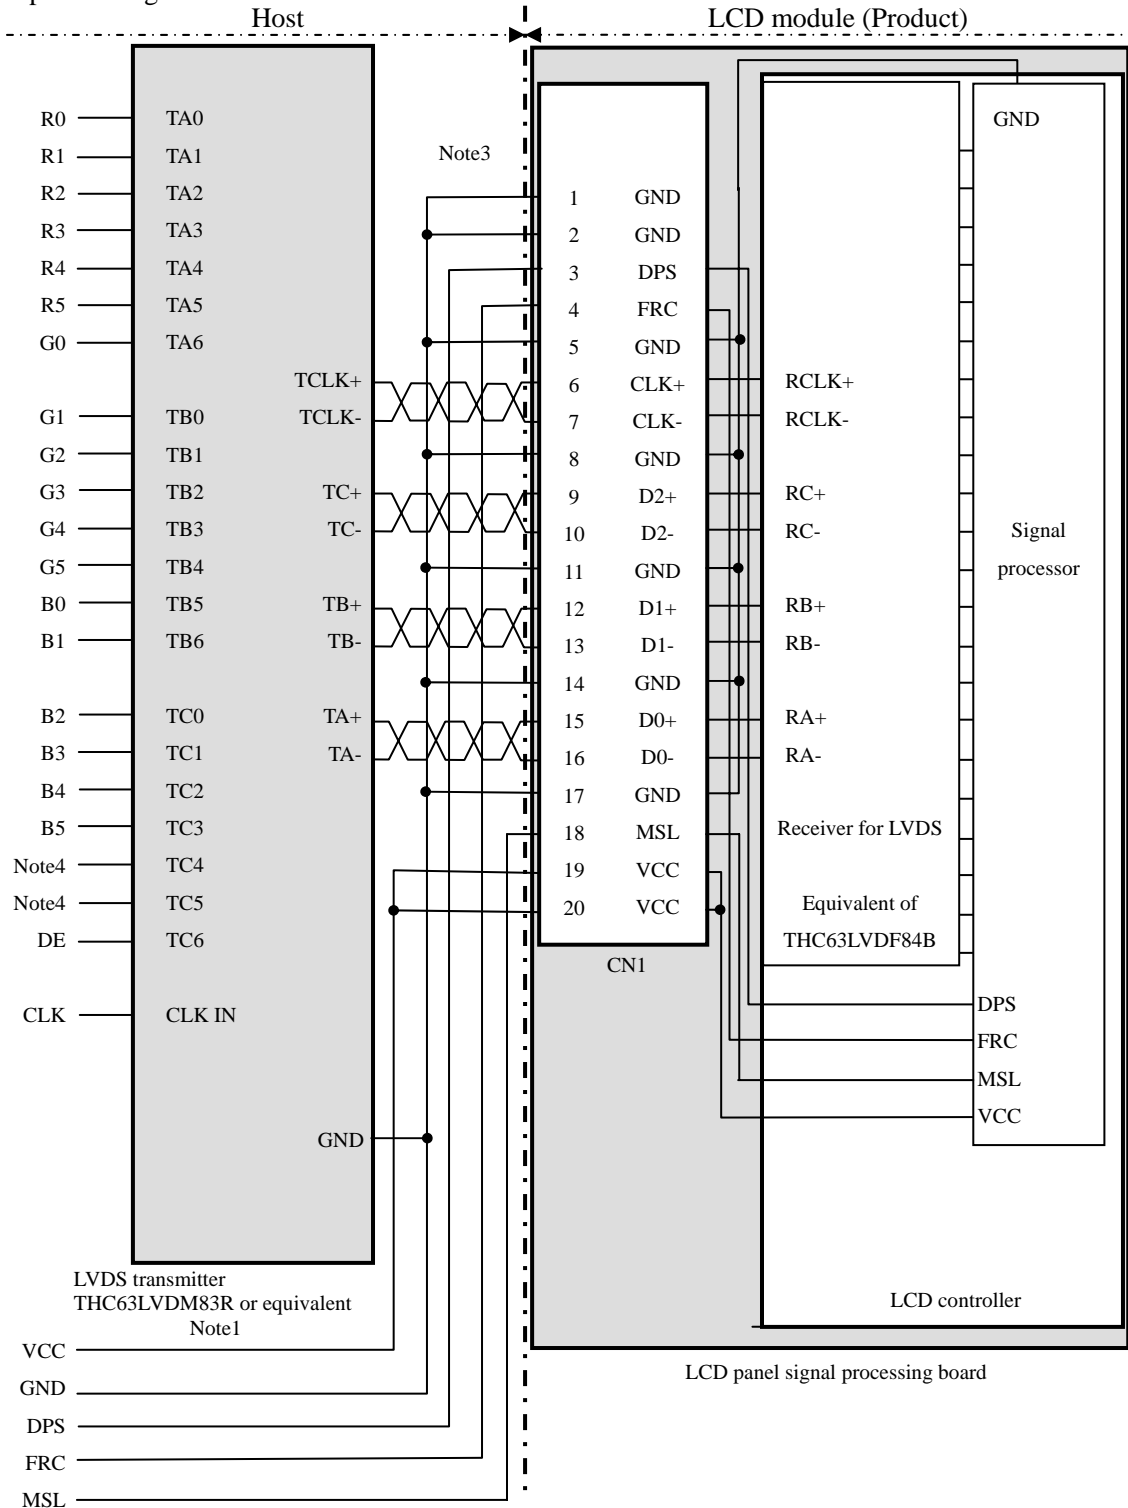 Host
LCD module (Product)
Note3
R0 TA0
R1 TA1
R2 TA2
R3 TA3
R4 TA4
R5 TA5
G0 TA6
TCLK+
G1 TB0 TCLK-
G2 TB1
G3 TB2 TC+
G4 TB3 TC-
G5 TB4
B0 TB5 TB+
B1 TB6 TB-
B2 TC0 TA+
B3 TC1 TA-
B4 TC2
B5 TC3
Note4 TC4
Note4 TC5
DE TC6
CLK CLK IN
GND
LVDS transmitter
THC63LVDM83R or equivalent
Note1
VCC
GND
DPS
FRC
MSL
1 GND
2 GND
3 DPS
4 FRC
5 GND
6 CLK+
7 CLK-
8 GND
9 D2+
10 D2-
11 GND
12 D1+
13 D1-
14 GND
15 D0+
16 D0-
17 GND
18 MSL
19 VCC
20 VCC
CN1
RCLK+
RCLK-
RC+
RC-
RB+
RB-
RA+
RA-
Receiver for LVDS
Equivalent of
THC63LVDF84B
GND
Signal
processor
DPS
FRC
MSL
VCC
LCD controller
LCD panel signal processing board